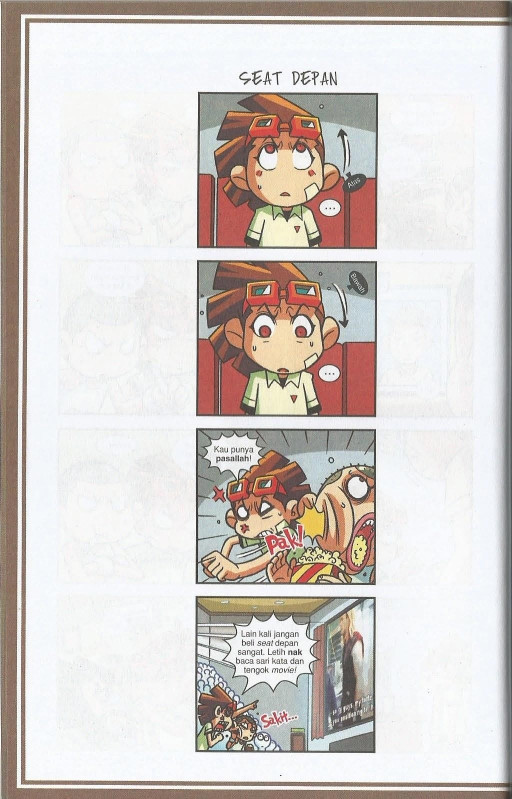 SEAT DEPAN
Atas
...
Bawah
...
Kau punya
pasallah!
Pak!
Lain kali jangan
beli seat depan
sangat. Letih nak
baca sari kata dan
tengok movie!
Sakit...